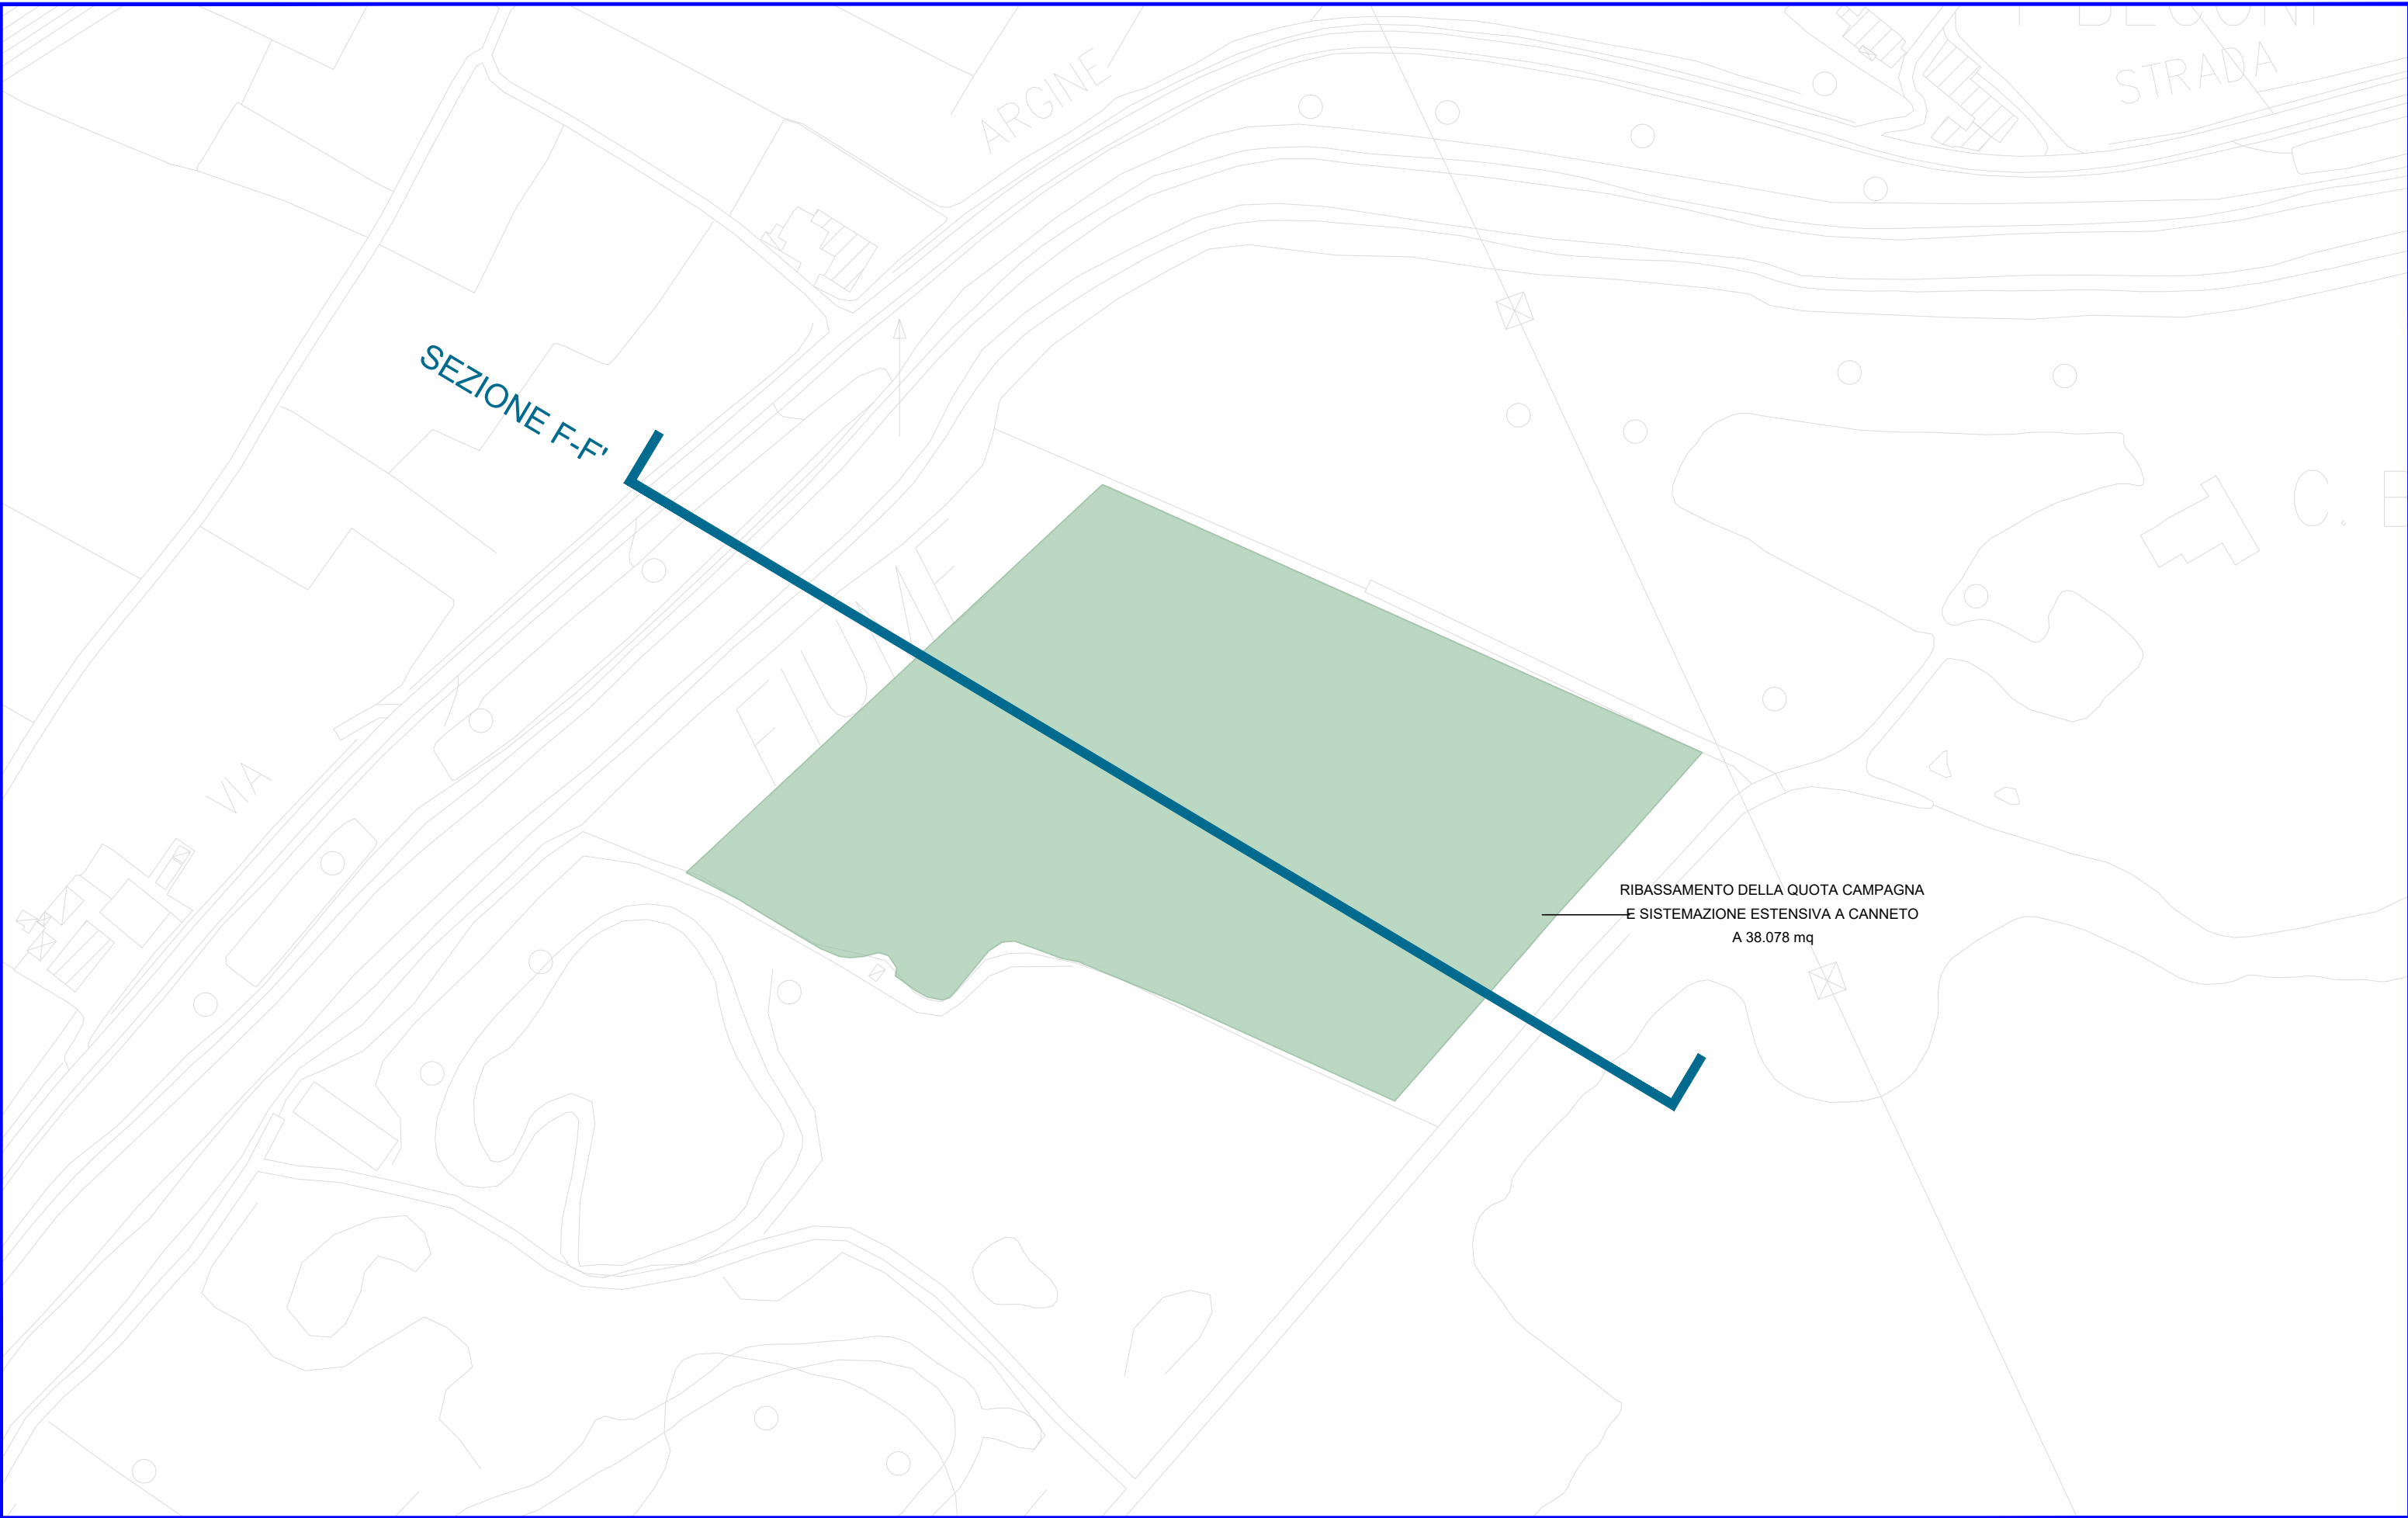 STRADA
ARGINE
SEZIONE F-F'
C.
FIUME
VIA
RIBASSAMENTO DELLA QUOTA CAMPAGNA
E SISTEMAZIONE ESTENSIVA A CANNETO
A 38.078 mq